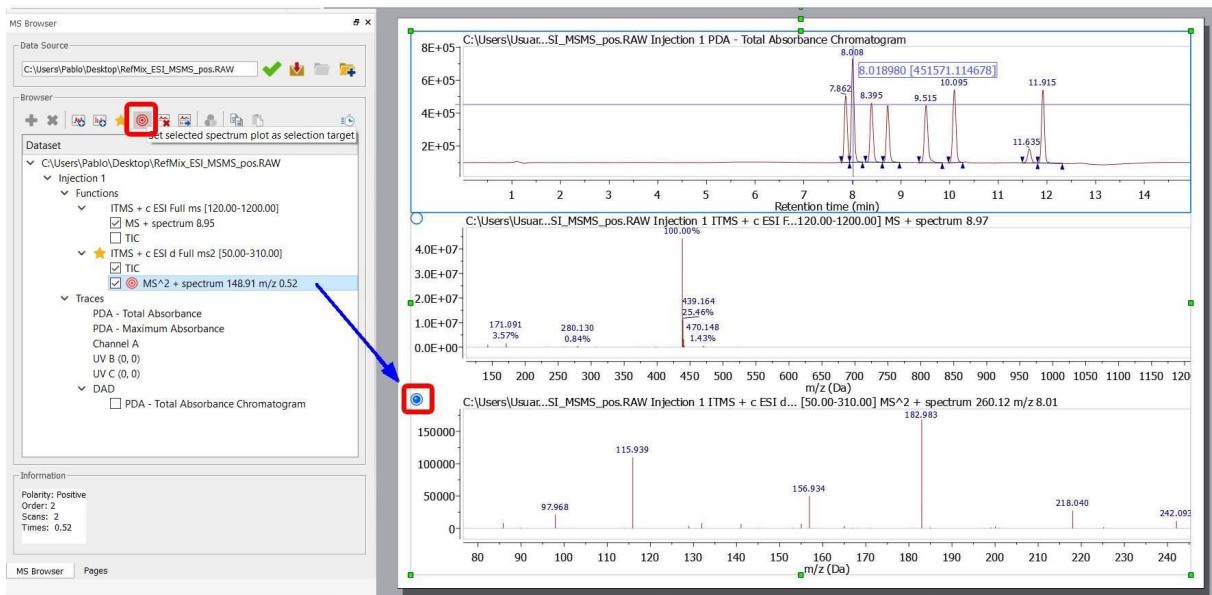 MS Browser
Data Source
C:\Users\Pablo\Desktop\RefMix_ESI_MSMS_pos.RAW
Browser
Set selected spectrum plot as selection target
Dataset
C:\Users\Pablo\Desktop\RefMix_ESI_MSMS_pos.RAW
Injection 1
Functions
ITMS + c ESI Full ms [120.00-1200.00]
MS + spectrum 8.95
TIC
ITMS + c ESI d Full ms2 [50.00-310.00]
TIC
MS^2 + spectrum 148.91 m/z 0.52
Traces
PDA - Total Absorbance
PDA - Maximum Absorbance
Channel A
UV B (0, 0)
UV C (0, 0)
DAD
PDA - Total Absorbance Chromatogram
Information
Polarity: Positive
Order: 2
Scans: 2
Times: 0.52
MS Browser Pages
C:\Users\Usuar...SI_MSMS_pos.RAW Injection 1 PDA - Total Absorbance Chromatogram
8E+05
6E+05
4E+05
2E+05
8.008
8.018980 [451571.114678]
7.862
8.395
9.515
10.095
11.635
11.915
1 2 3 4 5 6 7 8 9 10 11 12 13 14
Retention time (min)
C:\Users\Usuar...SI_MSMS_pos.RAW Injection 1 ITMS + c ESI F...120.00-1200.00] MS + spectrum 8.97
100.00%
4.0E+07
3.0E+07
2.0E+07
1.0E+07
0.0E+00
439.164
25.46%
171.091
3.57%
280.130
0.84%
470.148
1.43%
150 200 250 300 350 400 450 500 550 600 650 700 750 800 850 900 950 1000 1050 1100 1150 120
m/z (Da)
C:\Users\Usuar...SI_MSMS_pos.RAW Injection 1 ITMS + c ESI d... [50.00-310.00] MS^2 + spectrum 260.12 m/z 8.01
182.983
150000
100000
50000
0
115.939
97.968
156.934
218.040
242.093
80 90 100 110 120 130 140 150 160 170 180 190 200 210 220 230 240
m/z (Da)